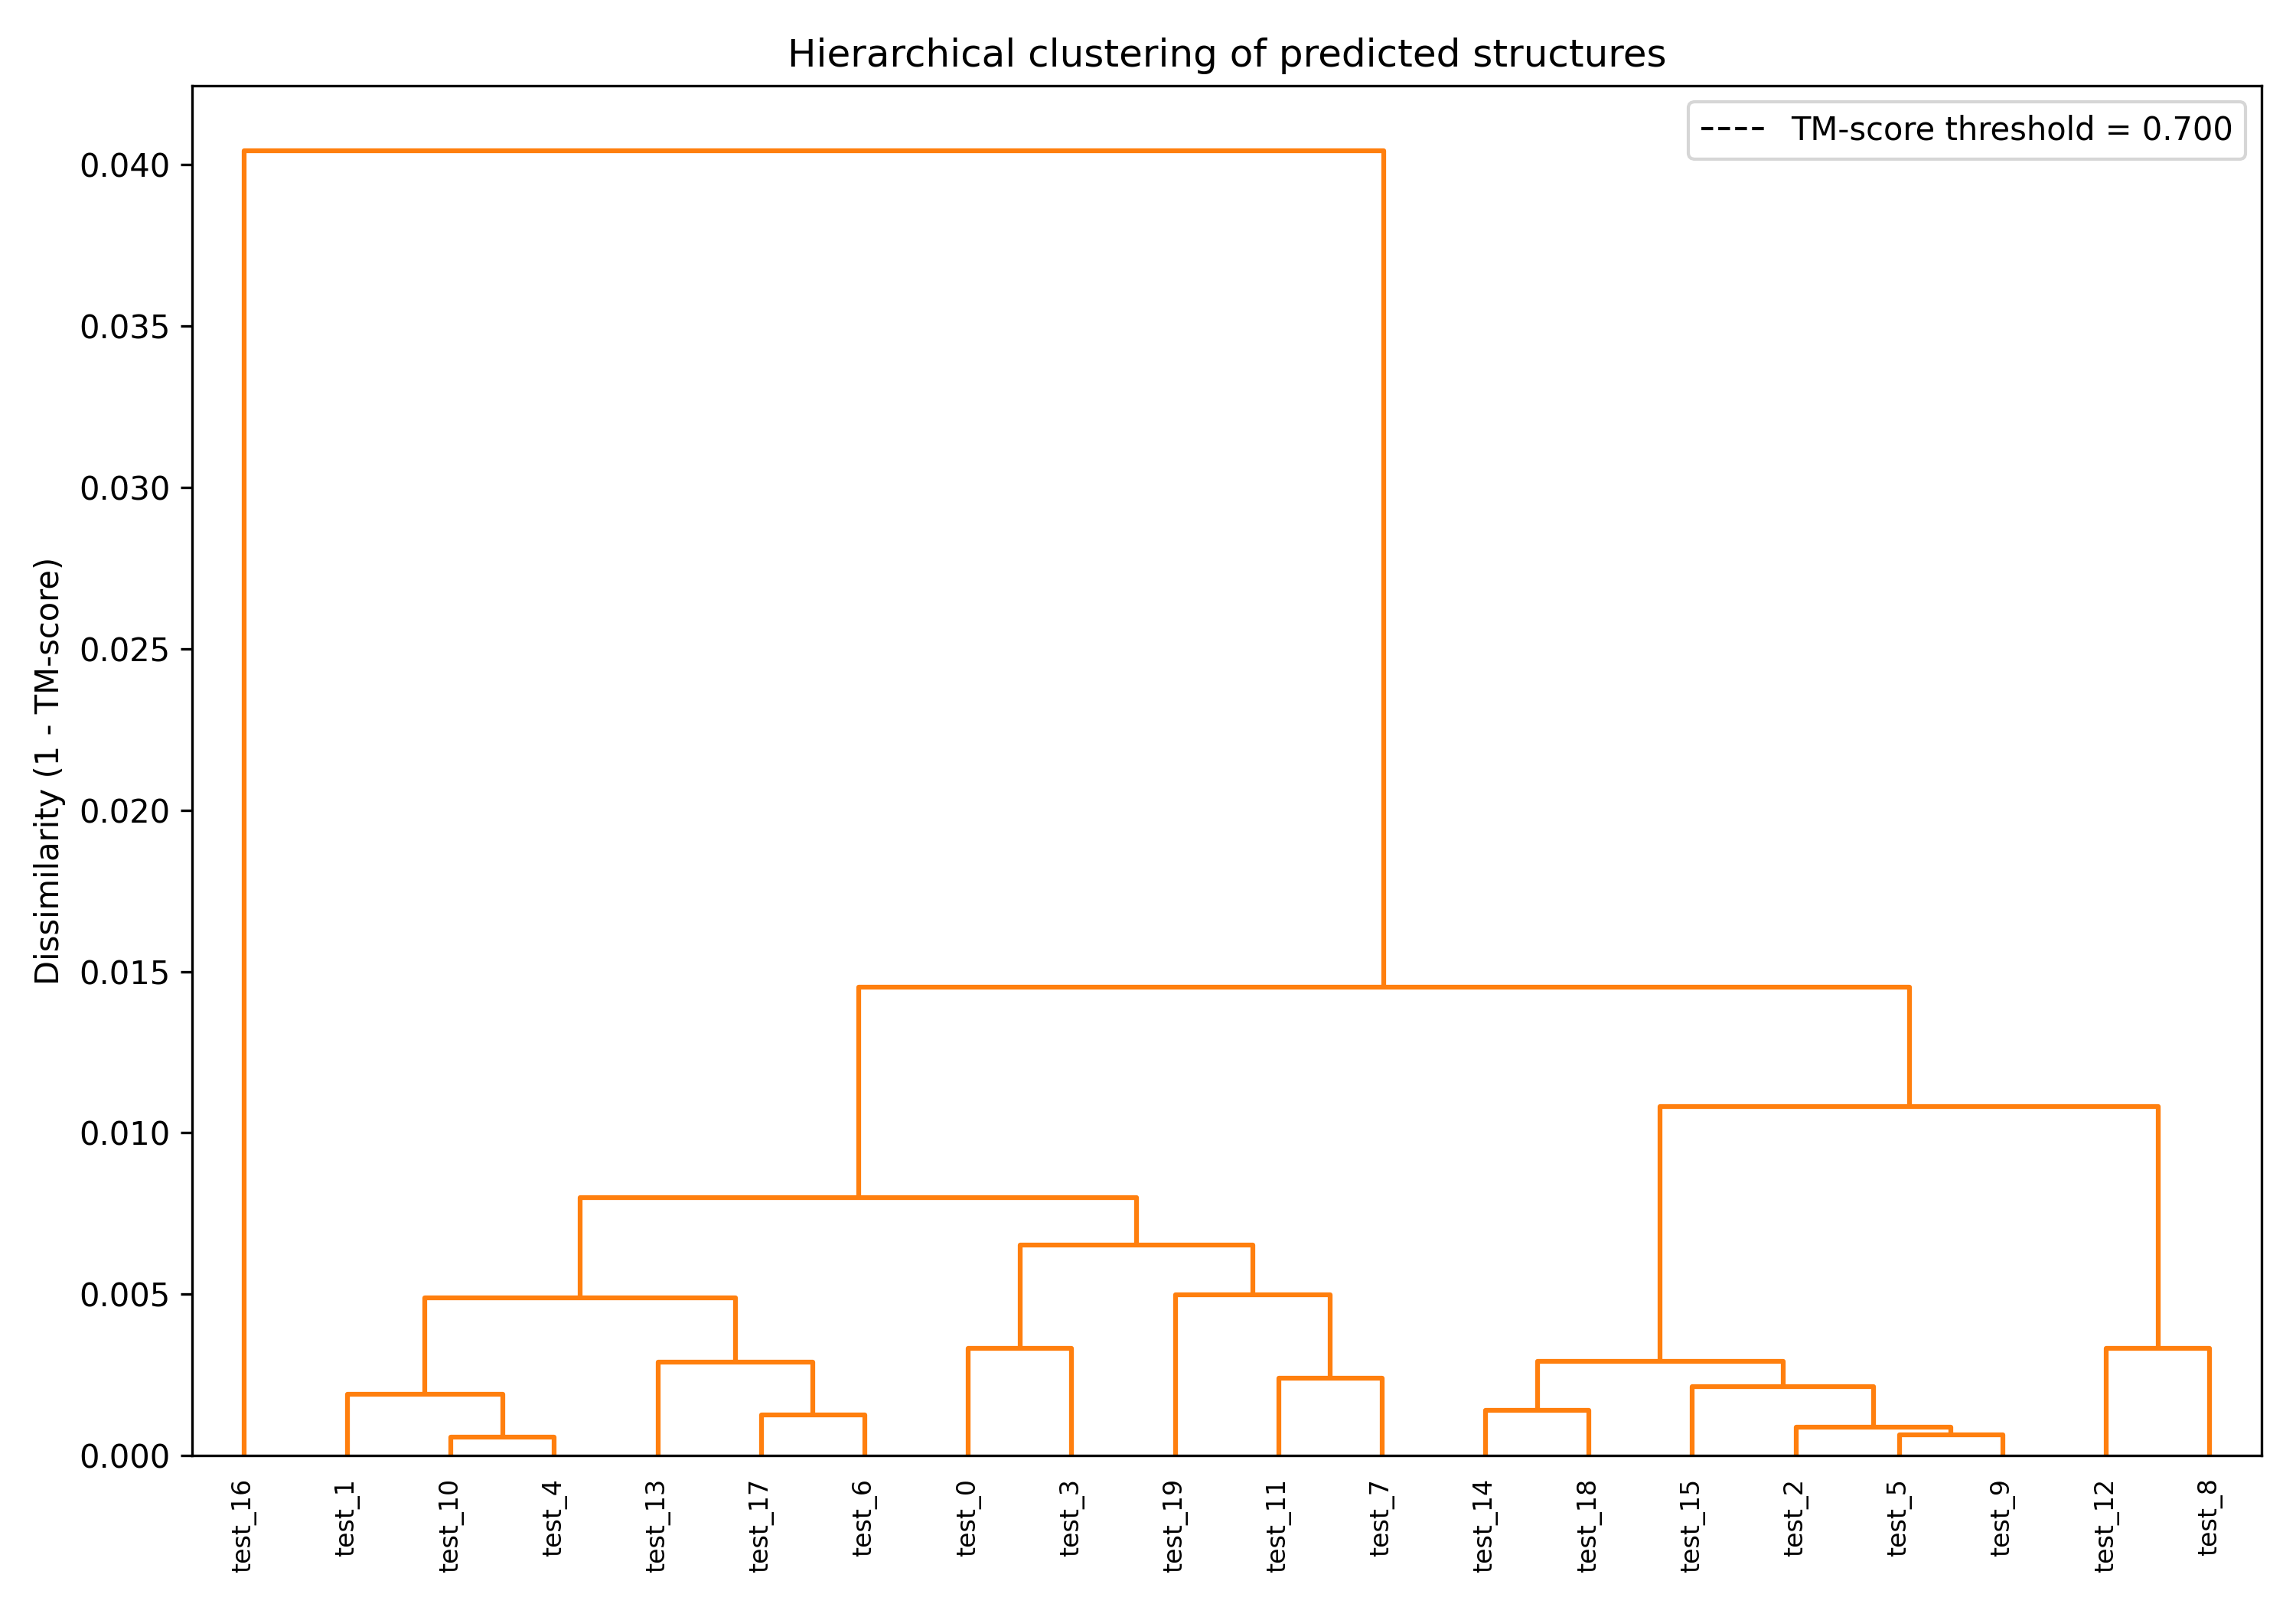 Hierarchical clustering of predicted structures
TM-score threshold = 0.700
Dissimilarity (1 - TM-score)
0.040
0.035
0.030
0.025
0.020
0.015
0.010
0.005
0.000
test_16
test_1
test_10
test_4
test_13
test_17
test_6
test_0
test_3
test_19
test_11
test_7
test_14
test_18
test_15
test_2
test_5
test_9
test_12
test_8